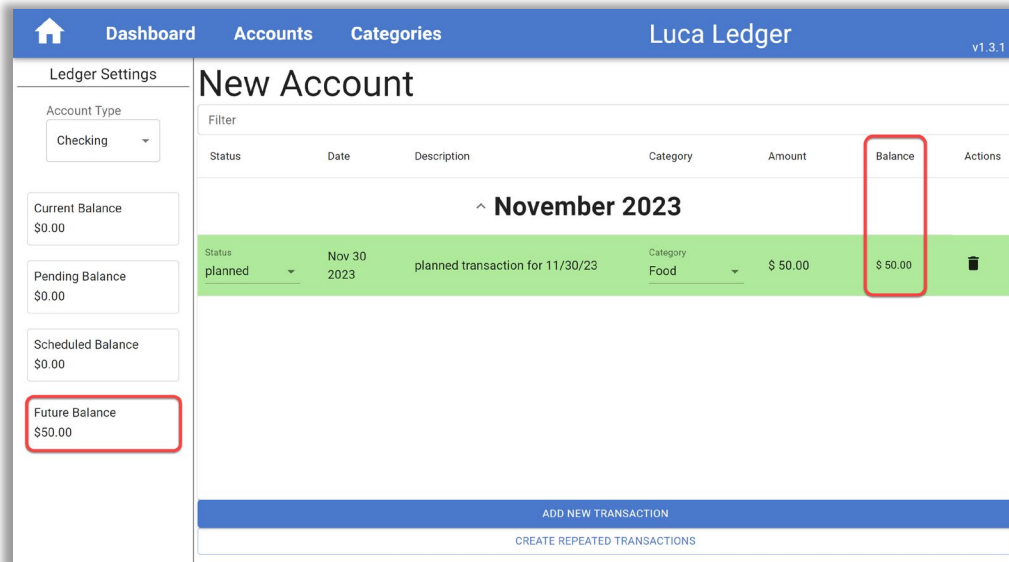 Dashboard Accounts Categories Luca Ledger v1.3.1
Ledger Settings
Account Type
Checking
Current Balance
$0.00
Pending Balance
$0.00
Scheduled Balance
$0.00
Future Balance
$50.00
New Account
Filter
Status Date Description Category Amount Balance Actions
November 2023
Status
planned
Nov 30
2023
planned transaction for 11/30/23
Category
Food
$ 50.00
$ 50.00
ADD NEW TRANSACTION
CREATE REPEATED TRANSACTIONS